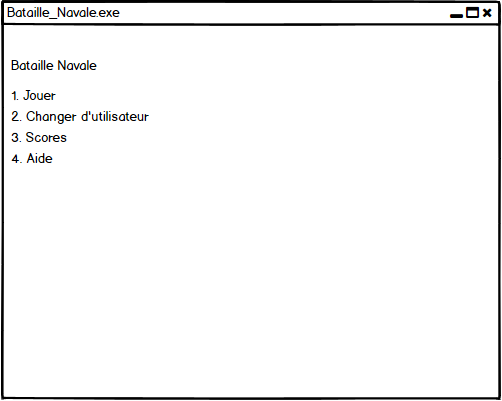 Bataille_Navale.exe
Bataille Navale
1. Jouer
2. Changer d'utilisateur
3. Scores
4. Aide